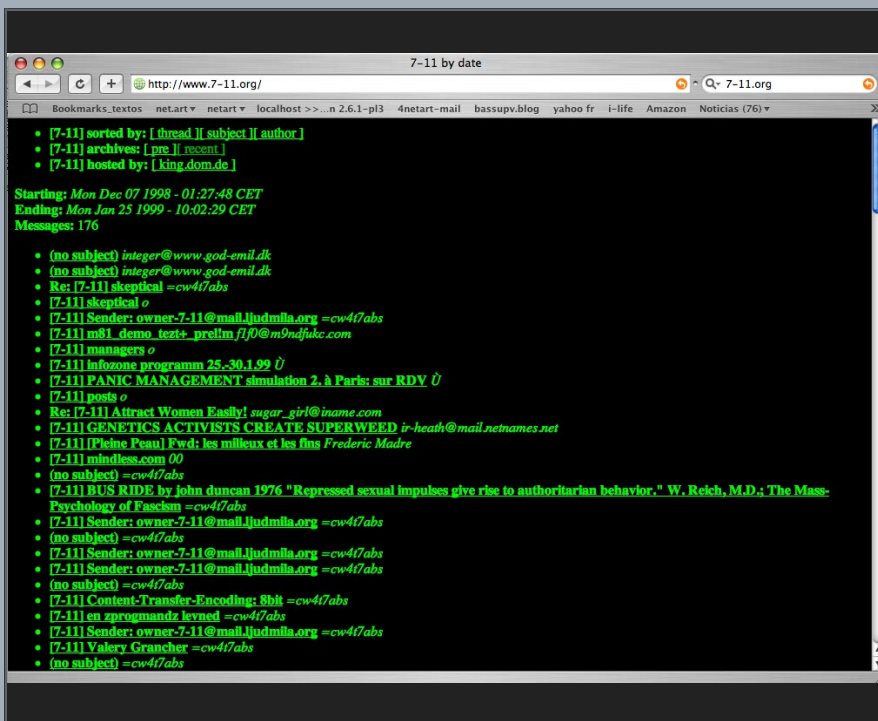 7-11 by date
http://www.7-11.org/
7-11.org
Bookmarks_textos net.art netart localhost >>...n 2.6.1-pl3 4netart-mail bassupv.blog yahoo fr i-life Amazon Noticias (76)
[7-11] sorted by: [ thread ][ subject ][ author ]
[7-11] archives: [ pre ][ recent ]
[7-11] hosted by: [ king.dom.de ]
Starting: Mon Dec 07 1998 - 01:27:48 CET
Ending: Mon Jan 25 1999 - 10:02:29 CET
Messages: 176
(no subject) integer@www.god-emil.dk
(no subject) integer@www.god-emil.dk
Re: [7-11] skeptical =cw4t7abs
[7-11] skeptical o
[7-11] Sender: owner-7-11@mail.ljudmila.org =cw4t7abs
[7-11] m81_demo_tezt+_prel!m f1f0@m9ndfukc.com
[7-11] managers o
[7-11] infozone programm 25.-30.1.99 Ù
[7-11] PANIC MANAGEMENT simulation 2. à Paris: sur RDV Ù
[7-11] posts o
Re: [7-11] Attract Women Easily! sugar_girl@iname.com
[7-11] GENETICS ACTIVISTS CREATE SUPERWEED ir-heath@mail.netnames.net
[7-11] [Pleine Peau] Fwd: les milieux et les fins Frederic Madre
[7-11] mindless.com 00
(no subject) =cw4t7abs
[7-11] BUS RIDE by john duncan 1976 "Repressed sexual impulses give rise to authoritarian behavior." W. Reich, M.D.; The Mass-
Psychology of Fascism =cw4t7abs
[7-11] Sender: owner-7-11@mail.ljudmila.org =cw4t7abs
(no subject) =cw4t7abs
[7-11] Sender: owner-7-11@mail.ljudmila.org =cw4t7abs
[7-11] Sender: owner-7-11@mail.ljudmila.org =cw4t7abs
(no subject) =cw4t7abs
[7-11] Content-Transfer-Encoding: 8bit =cw4t7abs
[7-11] en zprogmandz levned =cw4t7abs
[7-11] Sender: owner-7-11@mail.ljudmila.org =cw4t7abs
[7-11] Valery Grancher =cw4t7abs
(no subject) =cw4t7abs